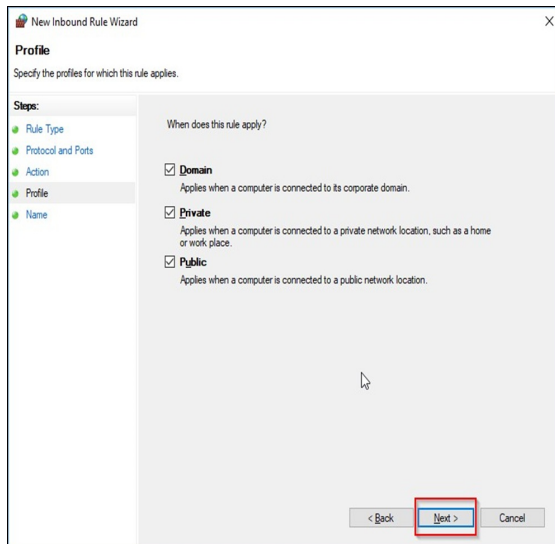 New Inbound Rule Wizard
Profile
Specify the profiles for which this rule applies.
Steps:
Rule Type
Protocol and Ports
Action
Profile
Name
When does this rule apply?
Domain
Applies when a computer is connected to its corporate domain.
Private
Applies when a computer is connected to a private network location, such as a home
or work place.
Public
Applies when a computer is connected to a public network location.
< Back
Next >
Cancel